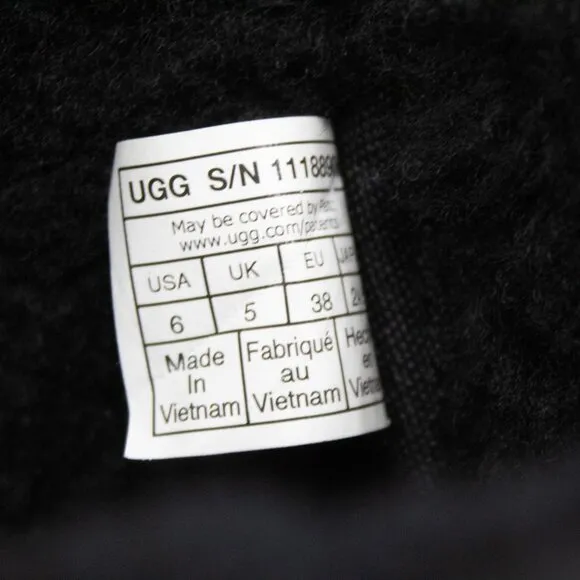 UGG S/N 111889
May be covered by
www.ugg.com/patents
USA UK EU
6 5 38
Made In Vietnam
Fabriqué au Vietnam